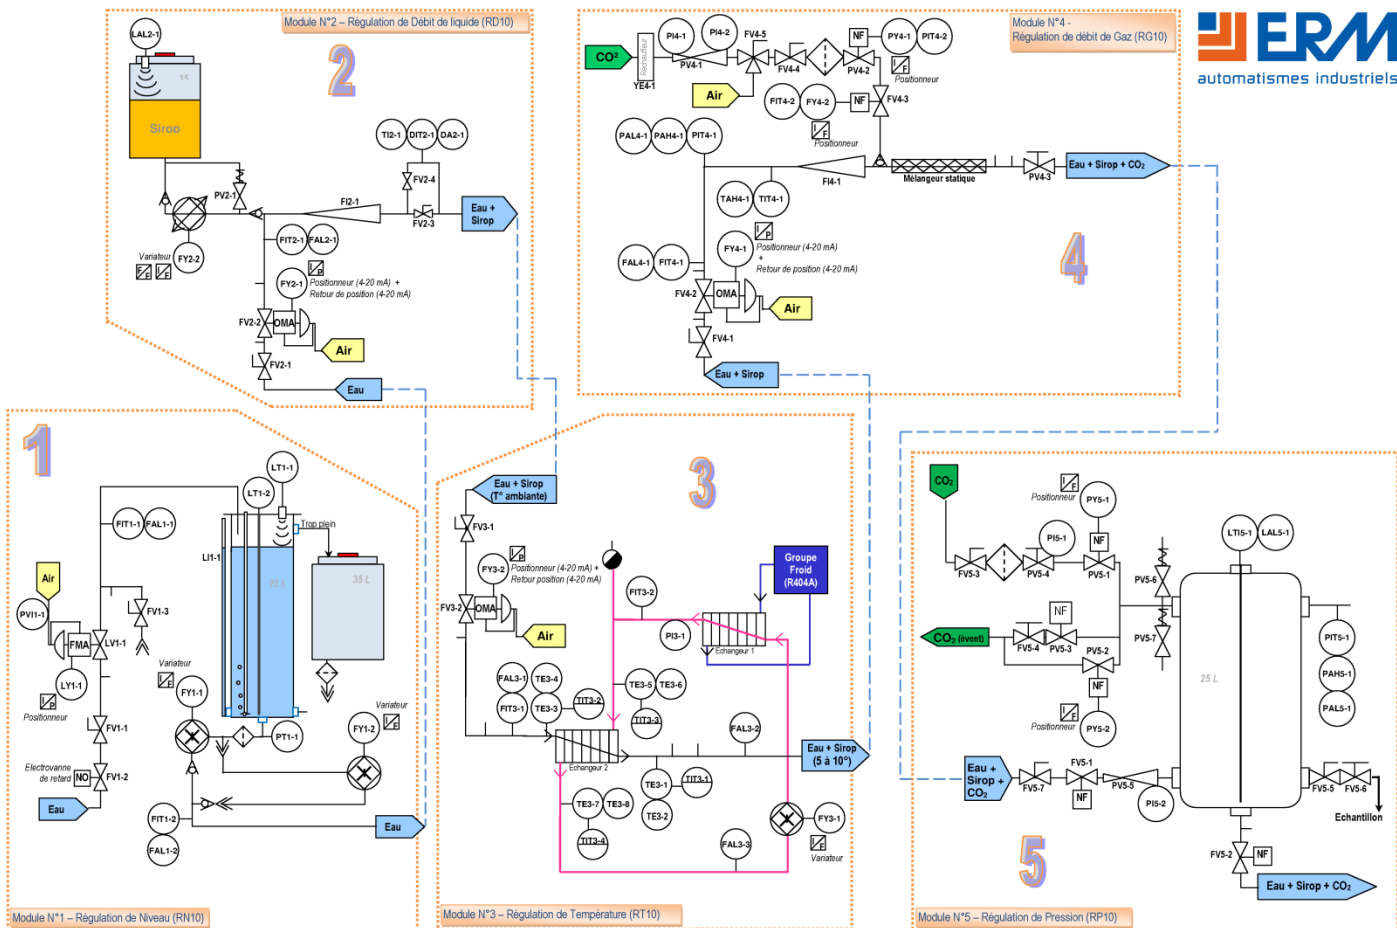 ERM
automatismes industriels
Module N°2 – Régulation de Débit de liquide (RD10)
2
LAL2-1
Sirop
PV2-1
FI2-1
TI2-1
DIT2-1
DA2-1
FV2-4
FV2-3
Eau +
Sirop
Variateur
FY2-2
F
F
F
F
FIT2-1
FAL2-1
FY2-1
I
P
Positionneur (4-20 mA) +
Retour de position (4-20 mA)
FV2-2
OMA
Air
FV2-1
Eau
Module N°4 -
Régulation de débit de Gaz (RG10)
4
CO²
Réchauffeur
YE4-1
PI4-1
PI4-2
PV4-1
FV4-5
FV4-4
Air
NF
PV4-2
PY4-1
PIT4-2
I
F
Positionneur
FIT4-2
FY4-2
NF
FV4-3
I
F
Positionneur
PAL4-1
PAH4-1
PIT4-1
FI4-1
Mélangeur statique
PV4-3
Eau + Sirop + CO₂
TAH4-1
TIT4-1
FAL4-1
FIT4-1
FY4-1
I
P
Positionneur (4-20 mA)
+
Retour de position (4-20 mA)
FV4-2
OMA
Air
FV4-1
Eau + Sirop
1
LT1-1
LT1-2
Trop plein
FIT1-1
FAL1-1
LI1-1
25 L
35 L
Air
PVI1-1
FMA
LV1-1
FV1-3
LY1-1
I
P
Positionneur
FV1-1
Electrovanne
de retard
NO
FV1-2
Eau
Variateur
I
F
FY1-1
PT1-1
Variateur
FY1-2
I
F
FIT1-2
FAL1-2
Eau
Module N°1 – Régulation de Niveau (RN10)
3
Eau + Sirop
(T° ambiante)
FV3-1
FY3-2
I
P
Positionneur (4-20 mA) +
Retour position (4-20 mA)
FV3-2
OMA
Air
FIT3-2
PI3-1
Echangeur 1
Groupe
Froid
(R404A)
FAL3-1
TE3-4
FIT3-1
TE3-3
TIT3-2
TE3-5
TE3-6
TIT3-3
Echangeur 2
FAL3-2
Eau + Sirop
(5 à 10°)
TE3-1
TIT3-1
TE3-2
TE3-7
TE3-8
TIT3-4
FAL3-3
FY3-1
I
F
Variateur
Module N°3 – Régulation de Température (RT10)
5
CO₂
I
F
Positionneur
PY5-1
PI5-1
NF
FV5-3
PV5-4
PV5-1
PV5-6
PV5-7
CO₂ (évent)
NF
FV5-4
PV5-3
PV5-2
NF
I
F
Positionneur
PY5-2
LTI5-1
LAL5-1
25 L
PIT5-1
PAH5-1
PAL5-1
Eau +
Sirop +
CO₂
FV5-7
FV5-1
NF
PV5-5
PI5-2
FV5-5
FV5-6
Echantillon
FV5-2
NF
Eau + Sirop + CO₂
Module N°5 – Régulation de Pression (RP10)